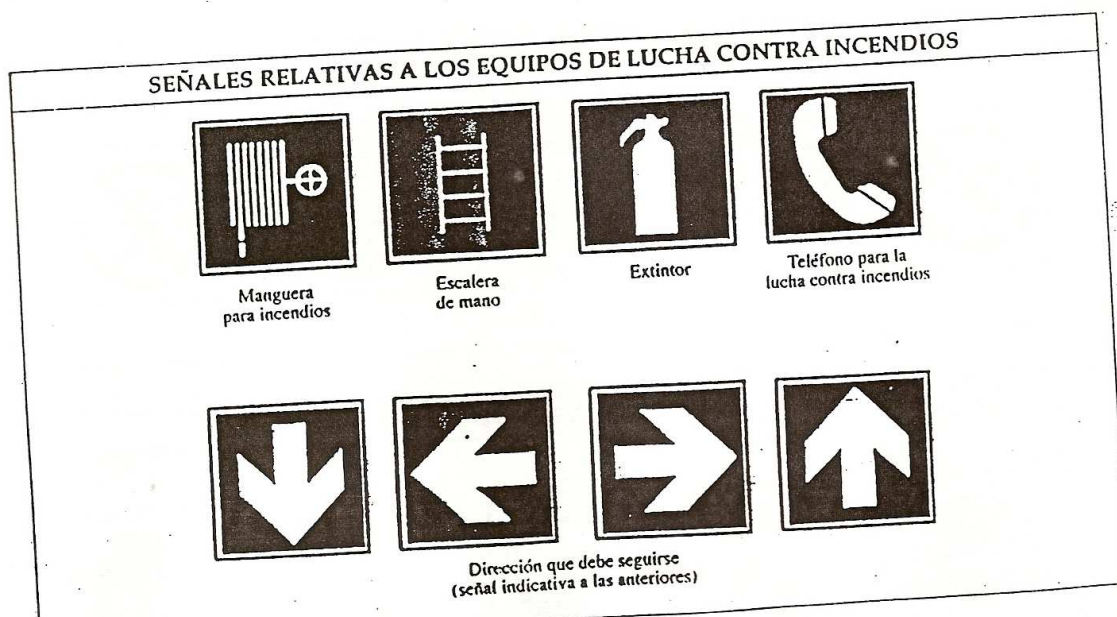 SEÑALES RELATIVAS A LOS EQUIPOS DE LUCHA CONTRA INCENDIOS
Manguera
para incendios
Escalera
de mano
Extintor
Teléfono para la
lucha contra incendios
Dirección que debe seguirse
(señal indicativa a las anteriores)